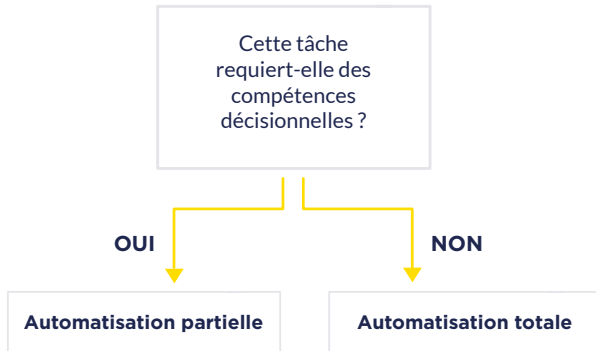 Cette tâche
requiert-elle des
compétences
décisionnelles ?
OUI
NON
Automatisation partielle
Automatisation totale